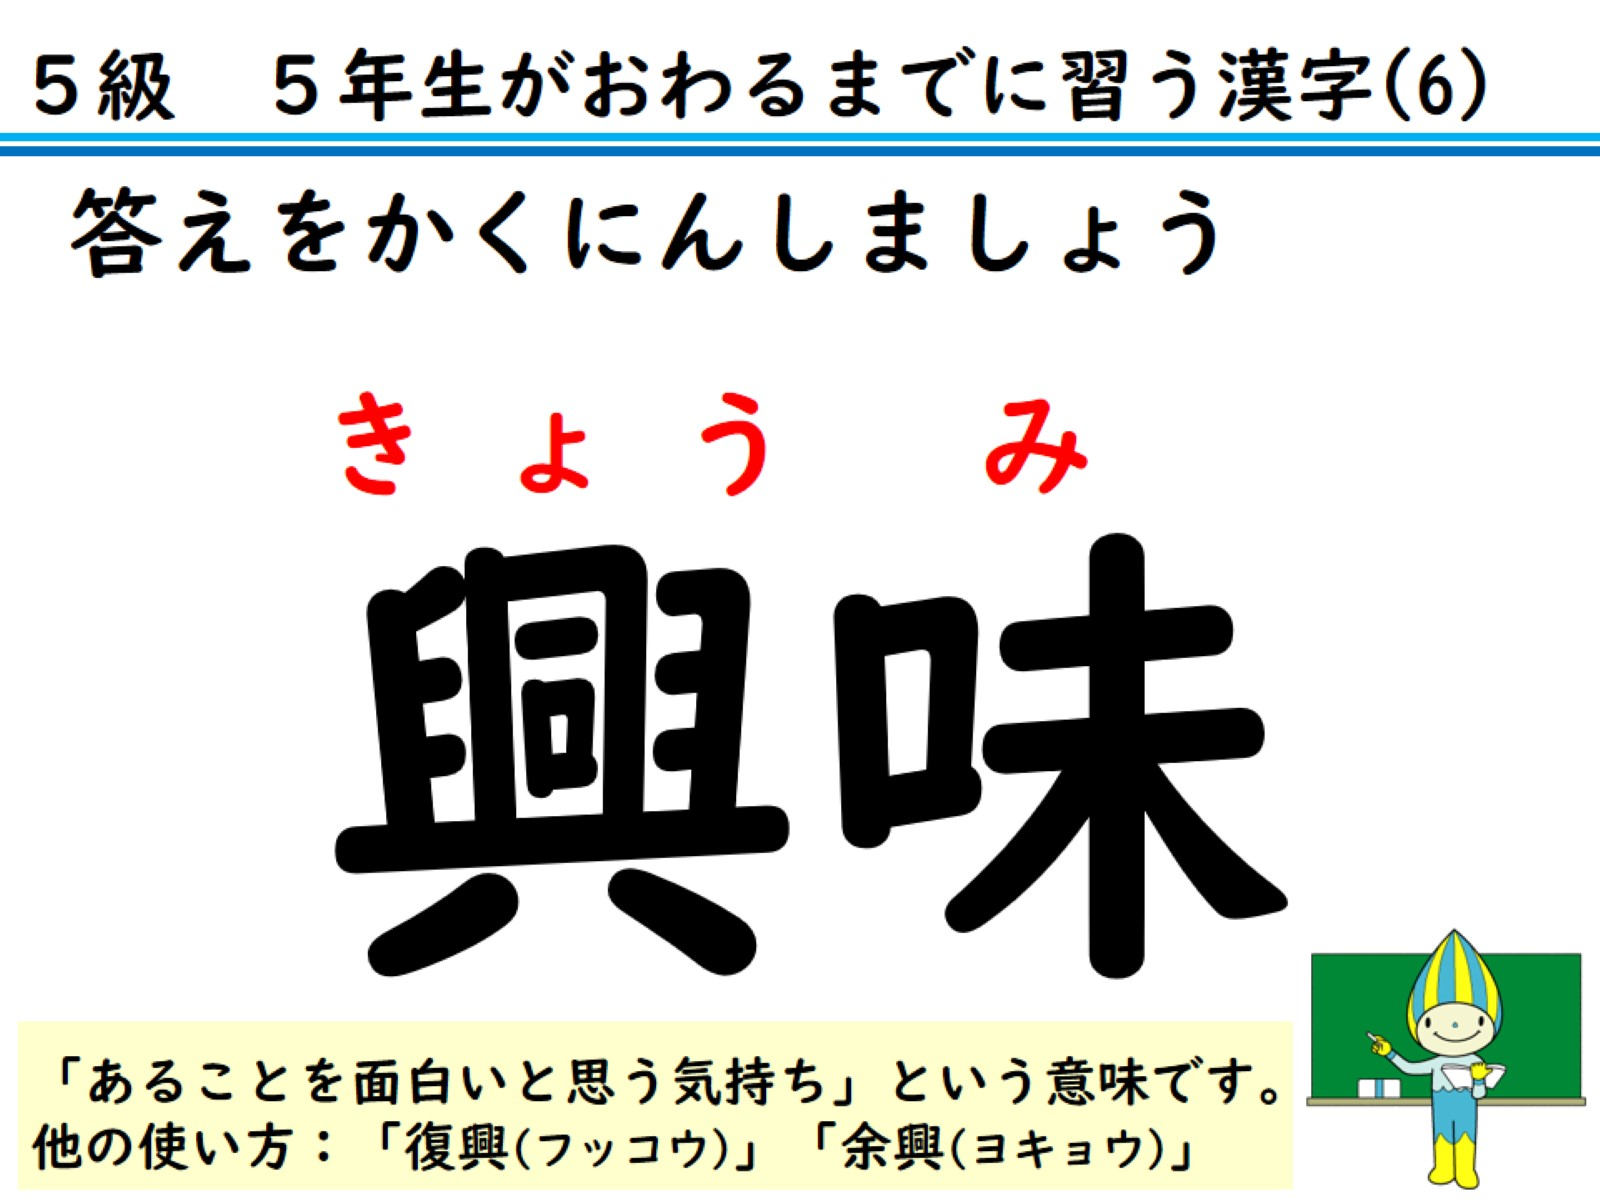 ５級　５年生がおわるまでに習う漢字(6)
答えをかくにんしましょう
きょうみ
興味
「あることを面白いと思う気持ち」という意味です。
他の使い方：「復興(フッコウ)」「余興(ヨキョウ)」